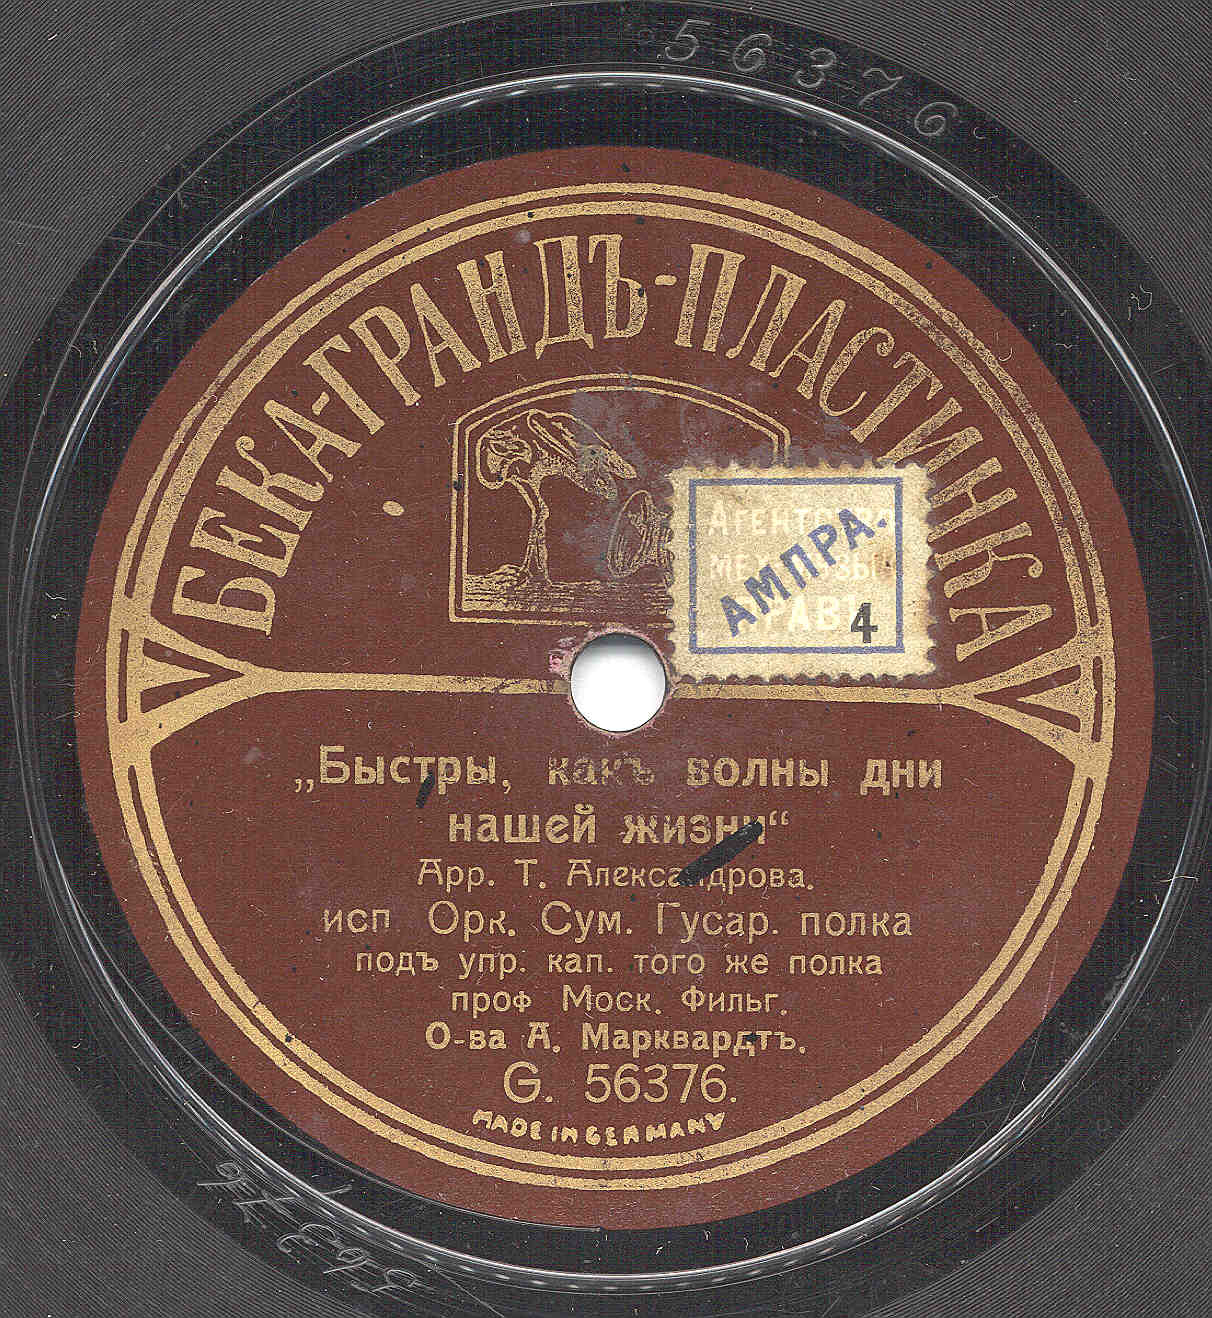 56376
БЕКА-ГРАНДЪ-ПЛАСТИНКА
АГЕНТСТВО
АМПРА.
4
„Быстры, какъ волны дни
нашей жизни“
Арр. Т. Александрова.
исп Орк. Сум. Гусар. полка
подъ упр. кап. того же полка
проф Моск. Фильг.
О-ва А. Марквардтъ.
G. 56376.
MADE IN GERMANY